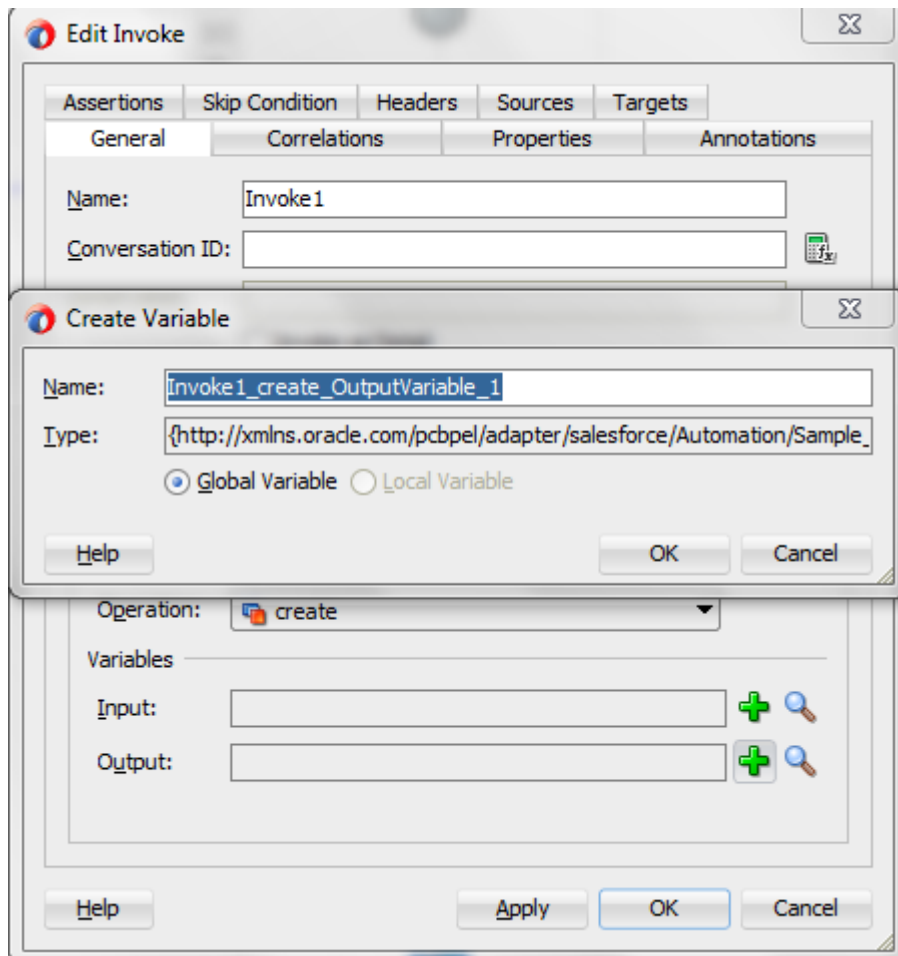 Edit Invoke
Assertions Skip Condition Headers Sources Targets
General Correlations Properties Annotations
Name: Invoke1
Conversation ID:
Create Variable
Name: Invoke1_create_OutputVariable_1
Type: {http://xmlns.oracle.com/pcbpel/adapter/salesforce/Automation/Sample_
Global Variable Local Variable
Help OK Cancel
Operation: create
Variables
Input:
Output:
Help Apply OK Cancel